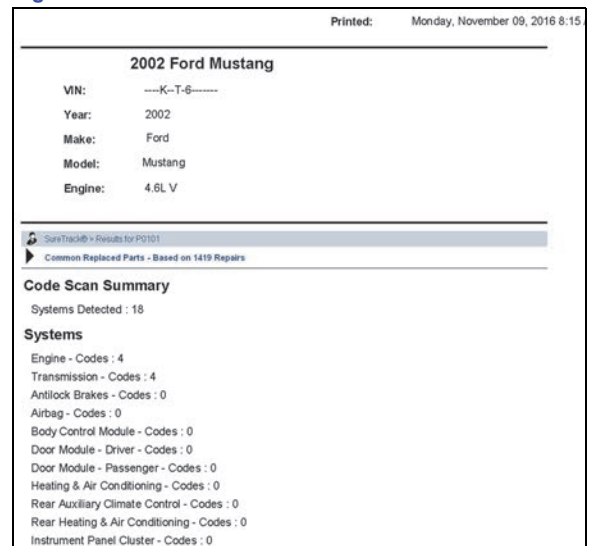 Printed: Monday, November 09, 2016 8:15
2002 Ford Mustang
VIN: ----K--T-6-------
Year: 2002
Make: Ford
Model: Mustang
Engine: 4.6L V
SureTrack® > Results for P0101
Common Replaced Parts - Based on 1419 Repairs
Code Scan Summary
Systems Detected : 18
Systems
Engine - Codes : 4
Transmission - Codes : 4
Antilock Brakes - Codes : 0
Airbag - Codes : 0
Body Control Module - Codes : 0
Door Module - Driver - Codes : 0
Door Module - Passenger - Codes : 0
Heating & Air Conditioning - Codes : 0
Rear Auxiliary Climate Control - Codes : 0
Rear Heating & Air Conditioning - Codes : 0
Instrument Panel Cluster - Codes : 0